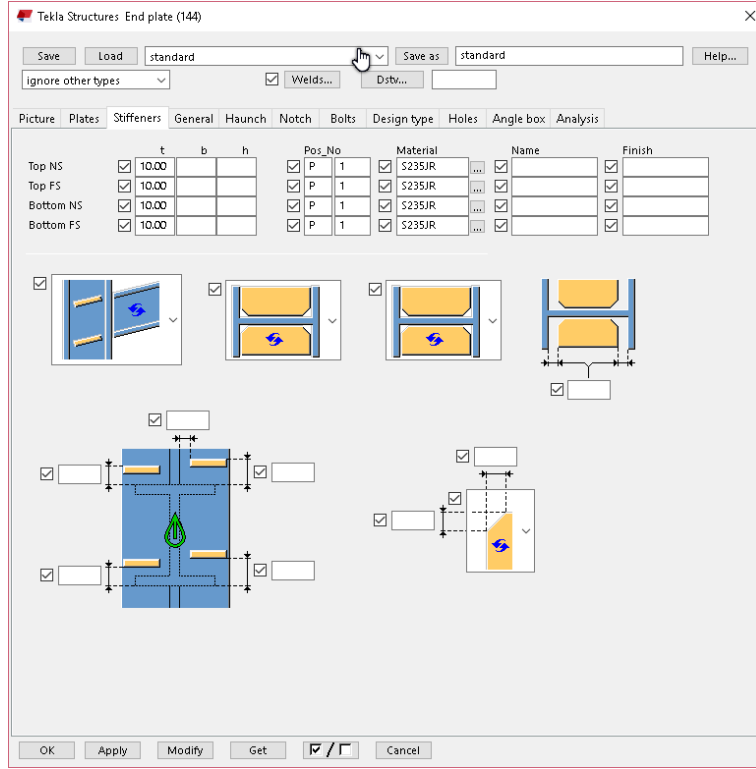 Tekla Structures End plate (144)
Save Load standard Save as standard Help...
ignore other types Welds... Dstv...
Picture Plates Stiffeners General Haunch Notch Bolts Design type Holes Angle box Analysis
t b h Pos_No Material Name Finish
Top NS 10.00 P 1 S235JR ...
Top FS 10.00 P 1 S235JR ...
Bottom NS 10.00 P 1 S235JR ...
Bottom FS 10.00 P 1 S235JR ...
OK Apply Modify Get / Cancel